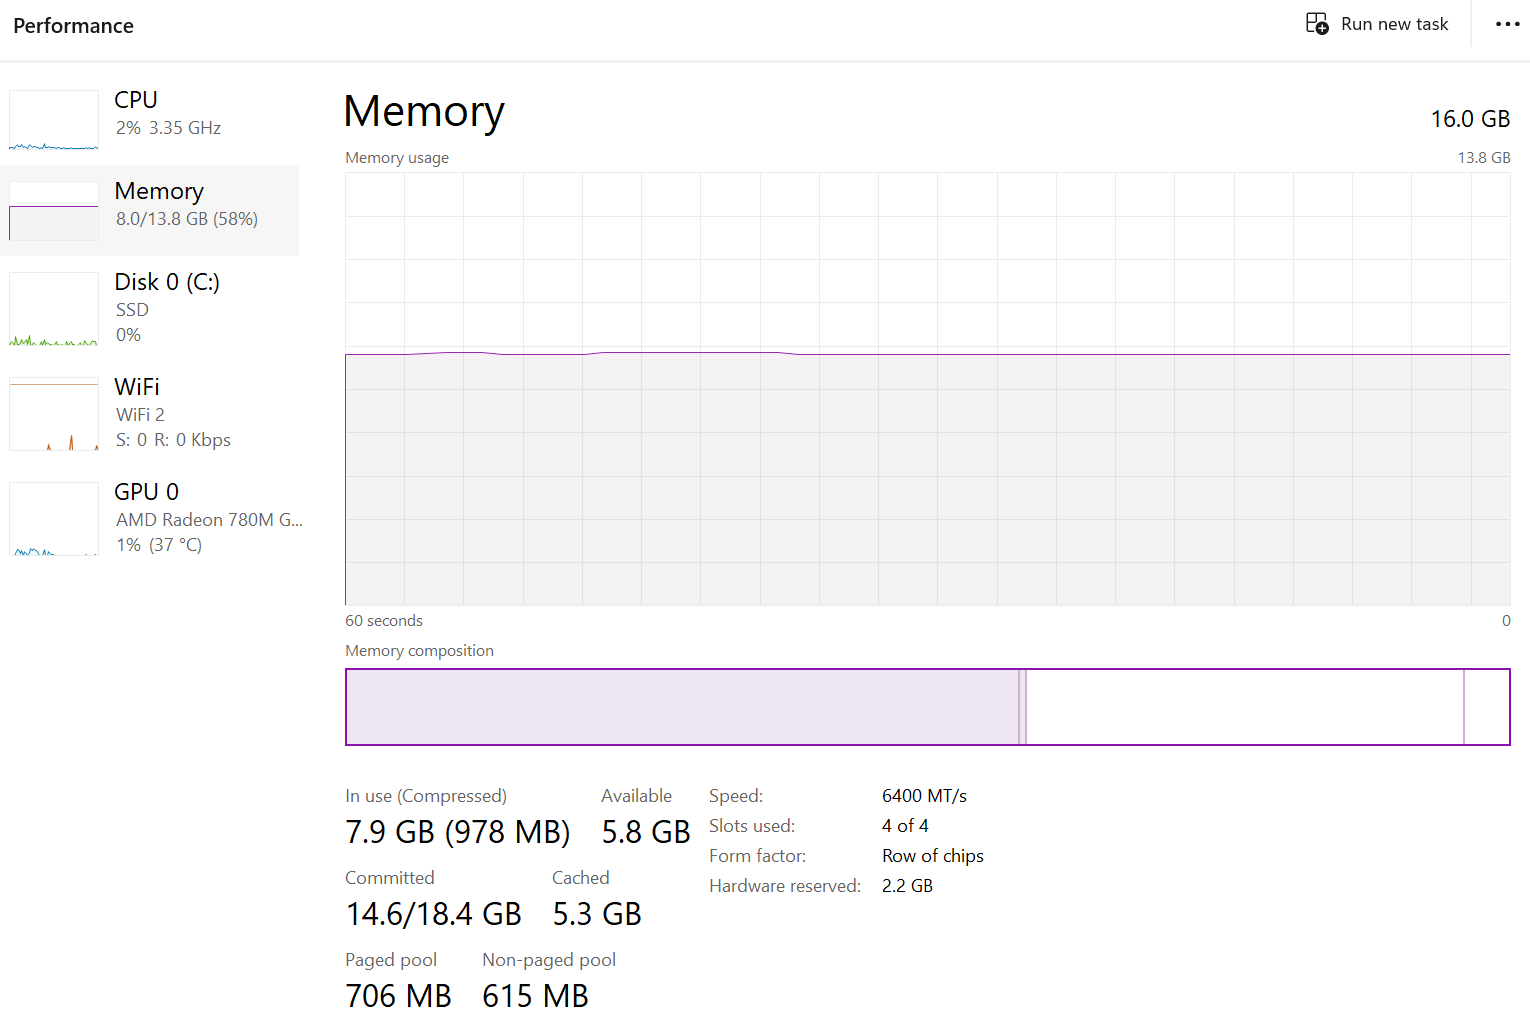 Performance
Run new task
CPU
2% 3.35 GHz
Memory
8.0/13.8 GB (58%)
Disk 0 (C:)
SSD
0%
WiFi
WiFi 2
S: 0 R: 0 Kbps
GPU 0
AMD Radeon 780M G...
1% (37 °C)
Memory
16.0 GB
Memory usage
13.8 GB
60 seconds
0
Memory composition
In use (Compressed)
7.9 GB (978 MB)
Available
5.8 GB
Committed
14.6/18.4 GB
Cached
5.3 GB
Paged pool
706 MB
Non-paged pool
615 MB
Speed: 6400 MT/s
Slots used: 4 of 4
Form factor: Row of chips
Hardware reserved: 2.2 GB